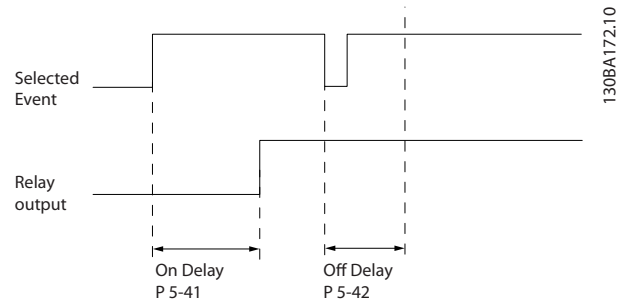 130BA172.10
Selected
Event
Relay
output
On Delay
P 5-41
Off Delay
P 5-42